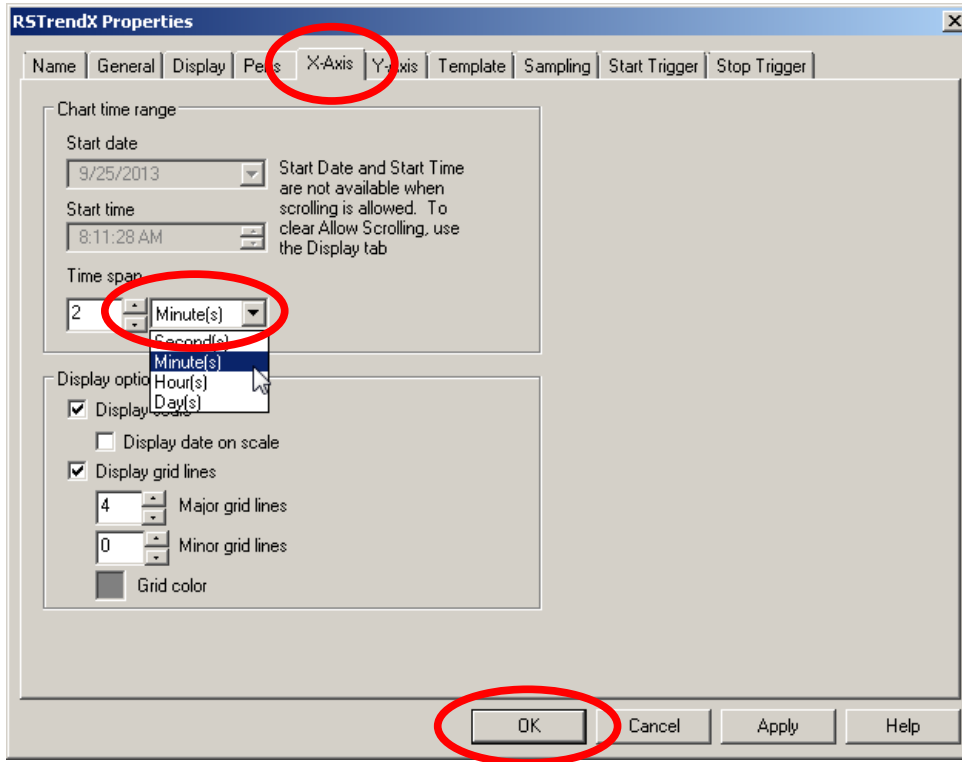 RSTrendX Properties
Name General Display Pens X-Axis Y-Axis Template Sampling Start Trigger Stop Trigger
Chart time range
Start date
9/25/2013
Start Date and Start Time
are not available when
scrolling is allowed. To
clear Allow Scrolling, use
the Display tab
Start time
8:11:28 AM
Time span
2 Minute(s)
Second(s)
Minute(s)
Hour(s)
Day(s)
Display optio
Display scale
Display date on scale
Display grid lines
4 Major grid lines
0 Minor grid lines
Grid color
OK Cancel Apply Help